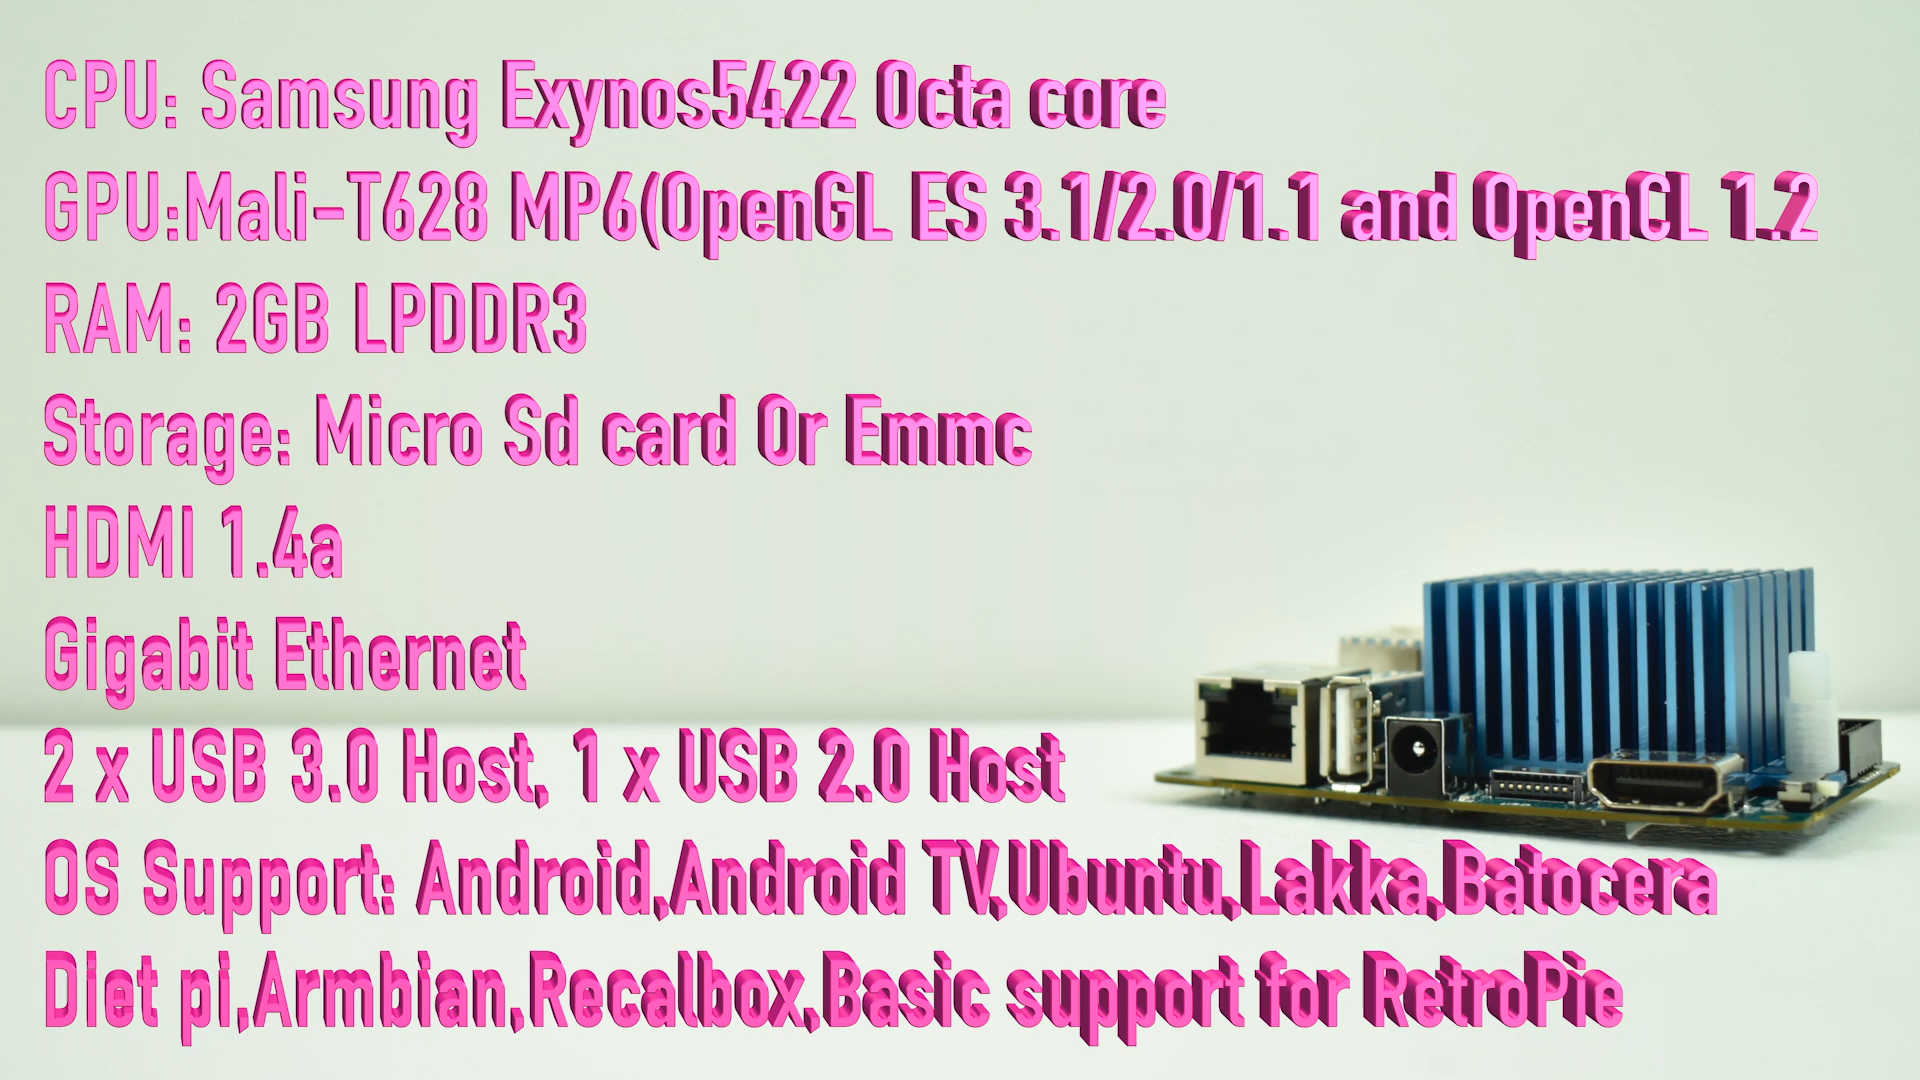 CPU: Samsung Exynos5422 Octa core
GPU:Mali-T628 MP6(OpenGL ES 3.1/2.0/1.1 and OpenCL 1.2
RAM: 2GB LPDDR3
Storage: Micro Sd card Or Emmc
HDMI 1.4a
Gigabit Ethernet
2 x USB 3.0 Host, 1 x USB 2.0 Host
OS Support: Android,Android TV,Ubuntu,Lakka,Batocera
Diet pi,Armbian,Recalbox,Basic support for RetroPie